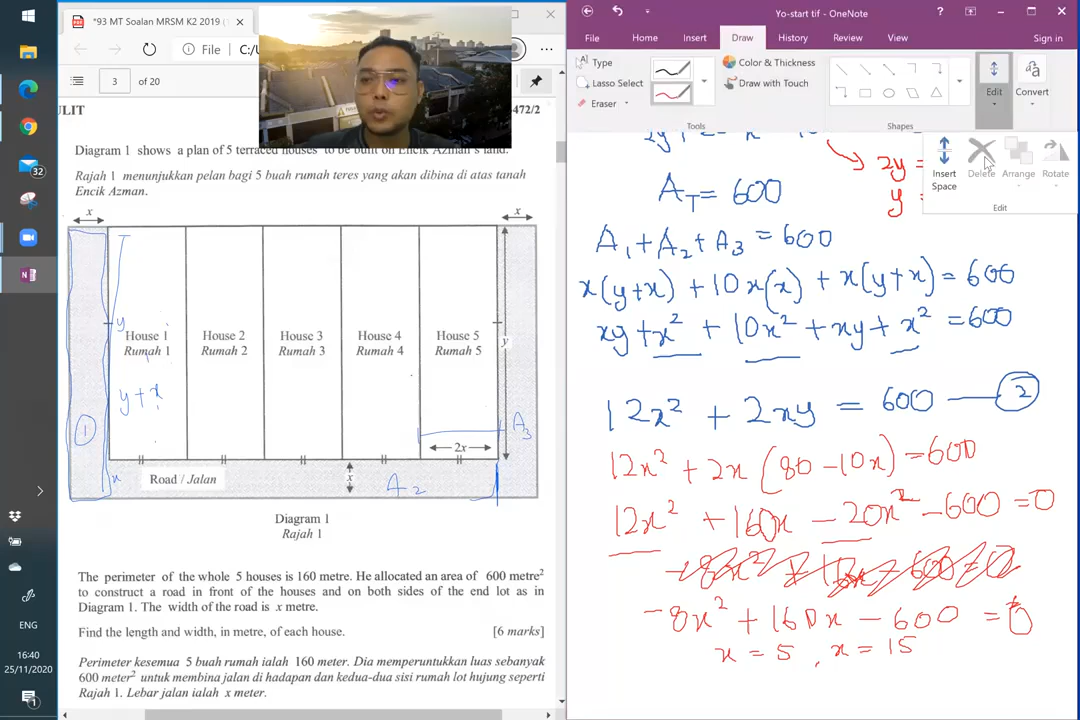 *93 MT Soalan MRSM K2 2019 (
File
C:/
3
of 20
ULIT
472/2
Diagram 1 shows a plan of 5 terraced houses to be built on Encik Azman's land.
Rajah 1 menunjukkan pelan bagi 5 buah rumah teres yang akan dibina di atas tanah
Encik Azman.
x
x
y
House 1
Rumah 1
House 2
Rumah 2
House 3
Rumah 3
House 4
Rumah 4
House 5
Rumah 5
y
y+x
1
A3
2x
x
Road / Jalan
x
A2
Diagram 1
Rajah 1
The perimeter of the whole 5 houses is 160 metre. He allocated an area of 600 metre²
to construct a road in front of the houses and on both sides of the end lot as in
Diagram 1. The width of the road is x metre.
Find the length and width, in metre, of each house.
[6 marks]
Perimeter kesemua 5 buah rumah ialah 160 meter. Dia memperuntukkan luas sebanyak
600 meter² untuk membina jalan di hadapan dan kedua-dua sisi rumah lot hujung seperti
Rajah 1. Lebar jalan ialah x meter.
32
ENG
16:40
25/11/2020
1
Yo-start tif - OneNote
File Home Insert Draw History Review View
Sign in
Type
Lasso Select
Eraser
Color & Thickness
Draw with Touch
Edit
Convert
Tools
Shapes
Insert
Space
Delete
Arrange
Rotate
Edit
2y =
y =
A_T = 600
A1 + A2 + A3 = 600
x(y+x) + 10x(x) + x(y+x) = 600
xy + x² + 10x² + xy + x² = 600
12x² + 2xy = 600 — 2
12x² + 2x (80 - 10x) = 600
12x² + 160x - 20x² - 600 = 0
-8x² + 160x - 600 = 0
x = 5 , x = 15